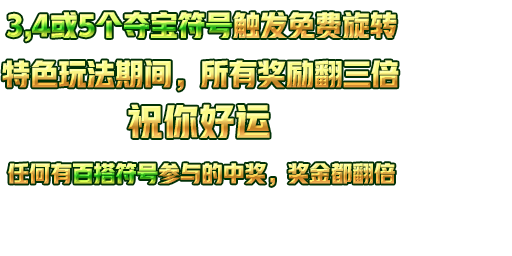 3,4或5个夺宝符号触发免费旋转
特色玩法期间，所有奖励翻三倍
祝你好运
任何有百搭符号参与的中奖，奖金都翻倍